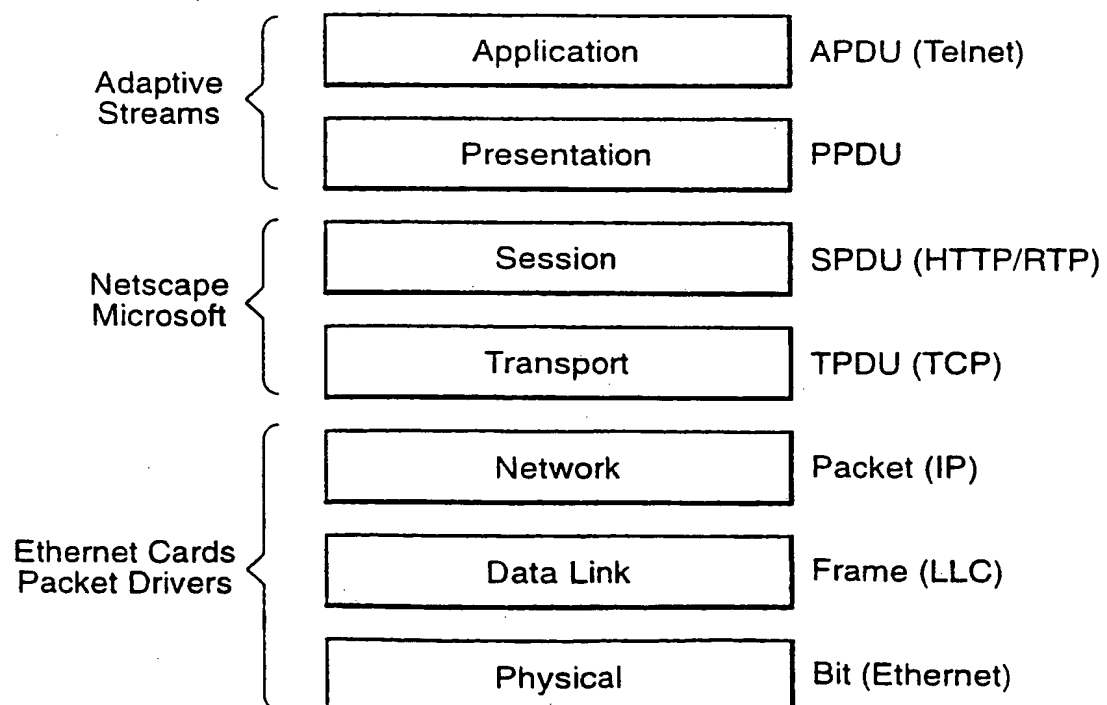 Adaptive
Streams
Application
APDU (Telnet)
Presentation
PPDU
Netscape
Microsoft
Session
SPDU (HTTP/RTP)
Transport
TPDU (TCP)
Ethernet Cards
Packet Drivers
Network
Packet (IP)
Data Link
Frame (LLC)
Physical
Bit (Ethernet)